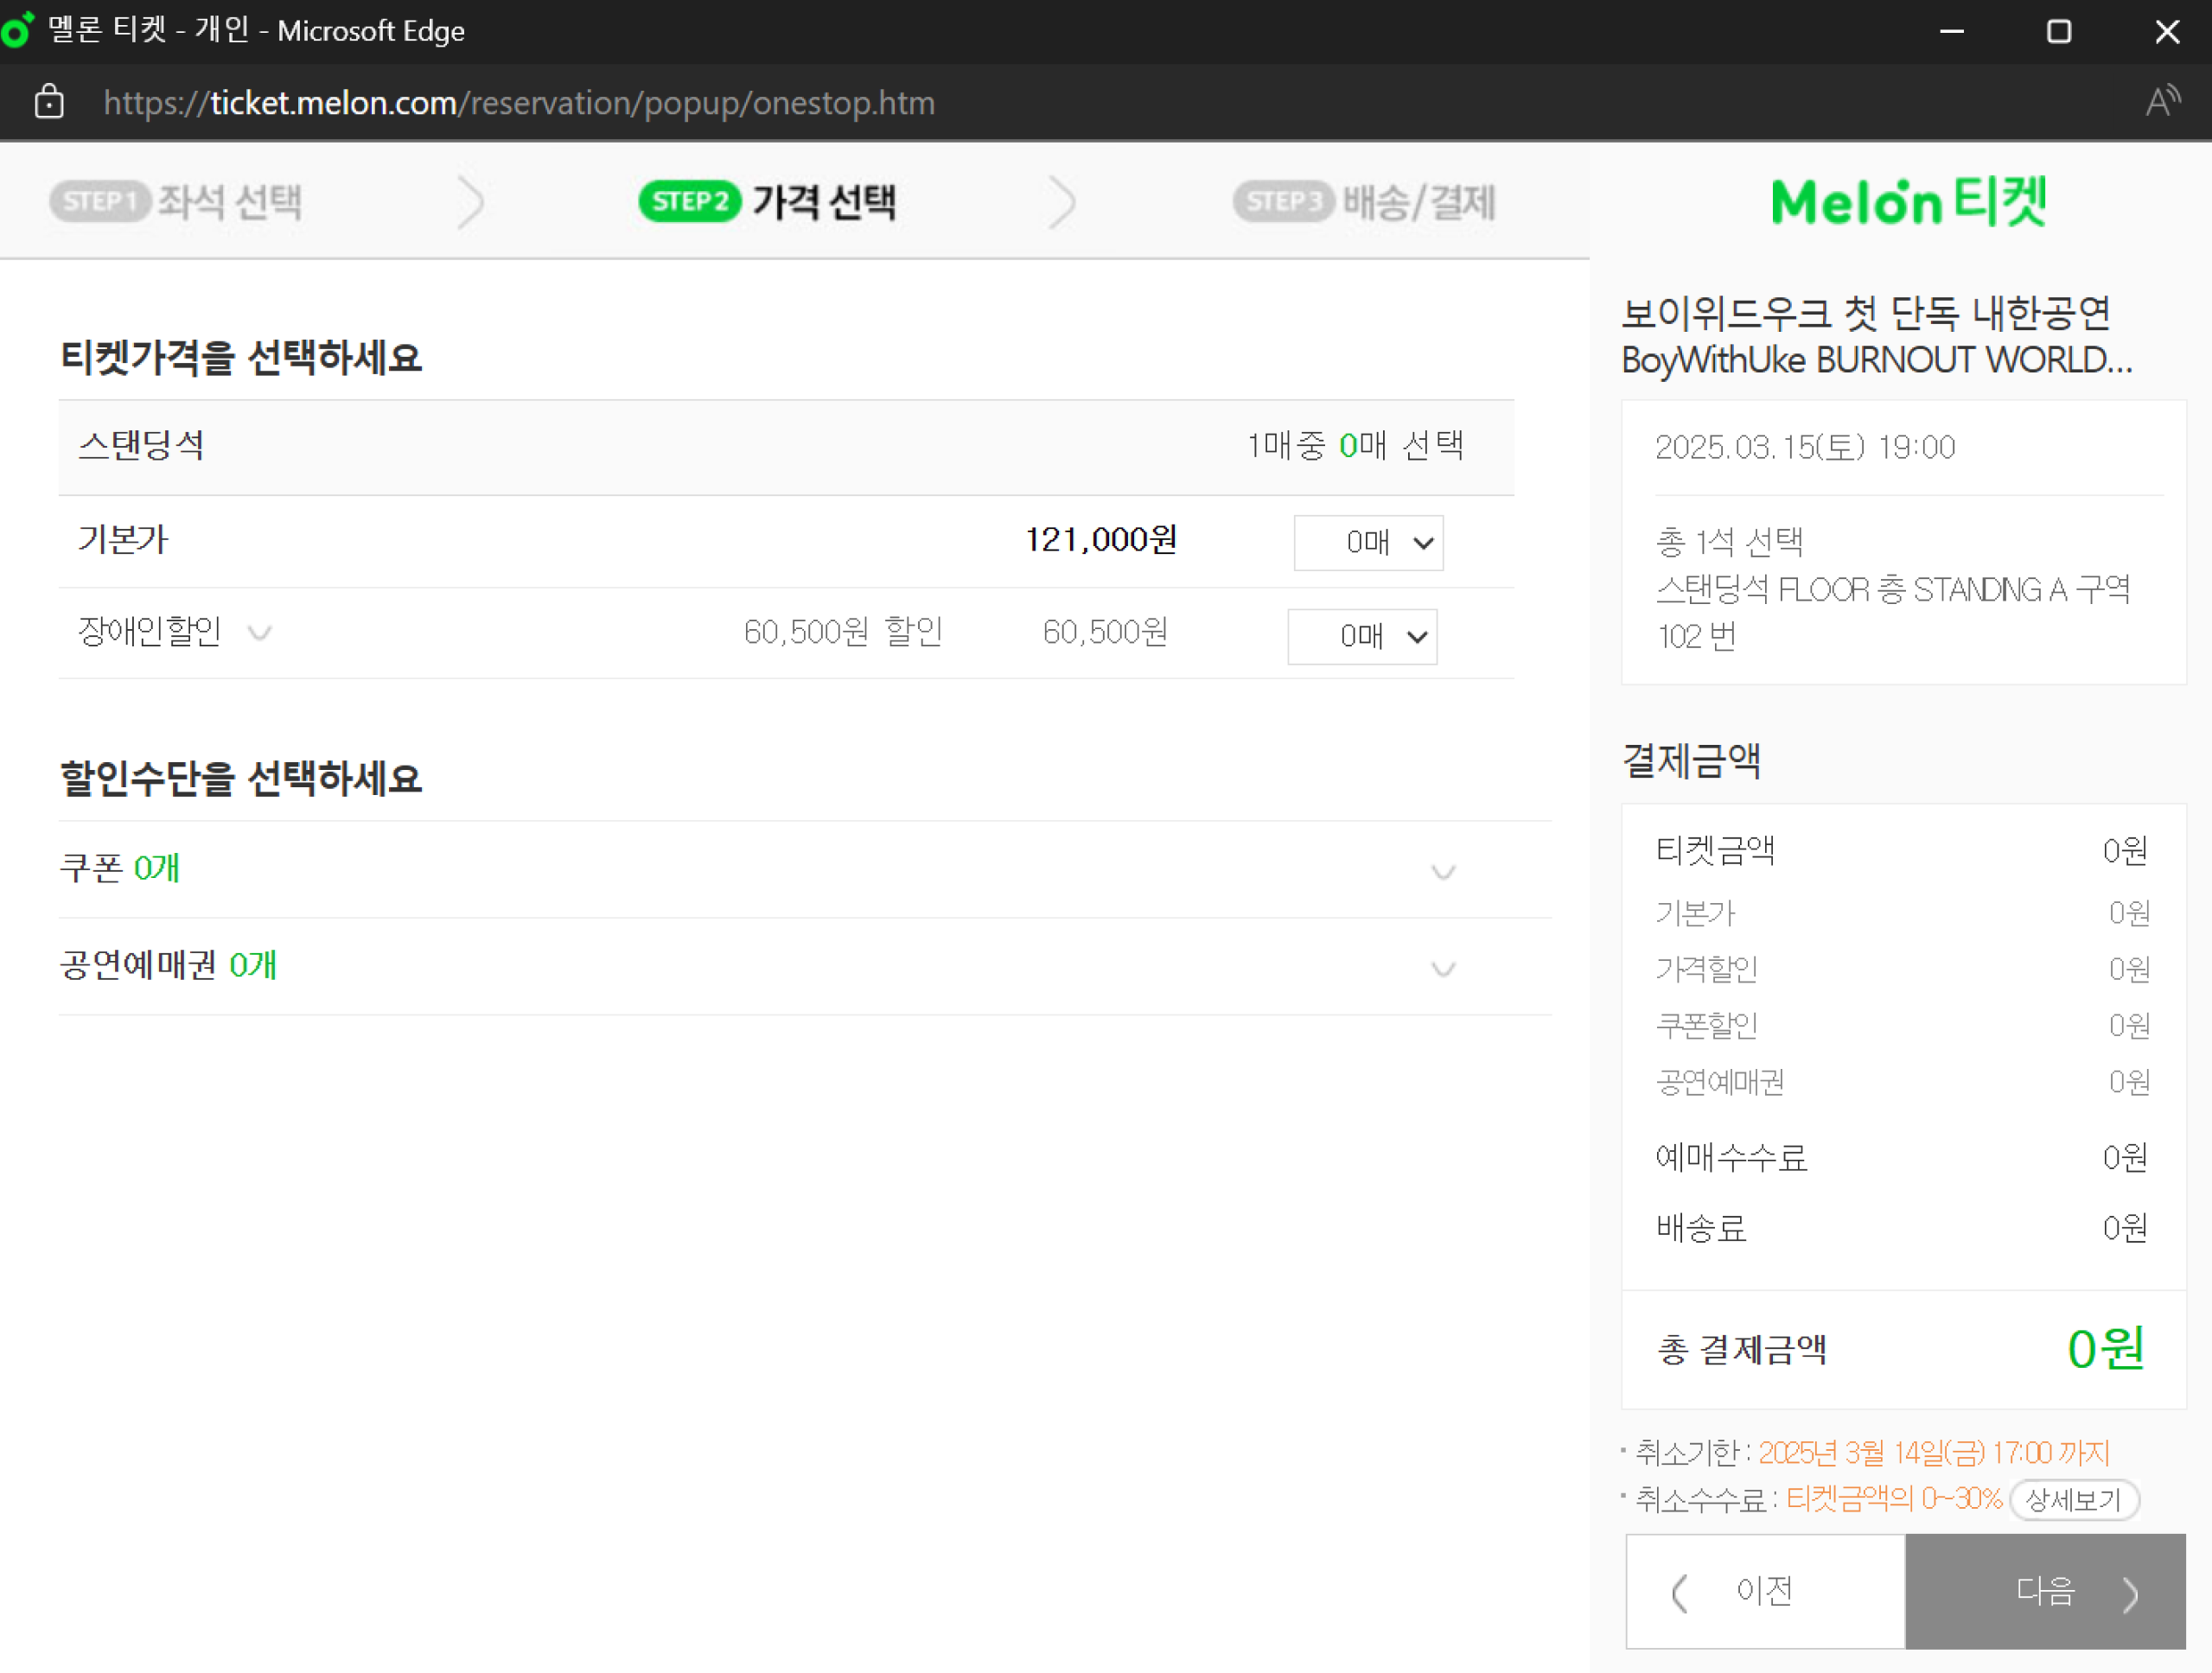 멜론 티켓 - 개인 - Microsoft Edge
https://ticket.melon.com/reservation/popup/onestop.htm
STEP 1 좌석 선택
STEP 2 가격 선택
STEP 3 배송/결제
Melon 티켓
티켓가격을 선택하세요
스탠딩석 1매중 0매 선택
기본가 121,000원 0매
장애인할인 60,500원 할인 60,500원 0매
할인수단을 선택하세요
쿠폰 0개
공연예매권 0개
보이위드우크 첫 단독 내한공연
BoyWithUke BURNOUT WORLD...
2025.03.15(토) 19:00
총 1석 선택
스탠딩석 FLOOR 층 STANDING A 구역
102 번
결제금액
티켓금액 0원
기본가 0원
가격할인 0원
쿠폰할인 0원
공연예매권 0원
예매수수료 0원
배송료 0원
총 결제금액 0원
취소기한 : 2025년 3월 14일(금) 17:00 까지
취소수수료 : 티켓금액의 0~30% 상세보기
이전
다음